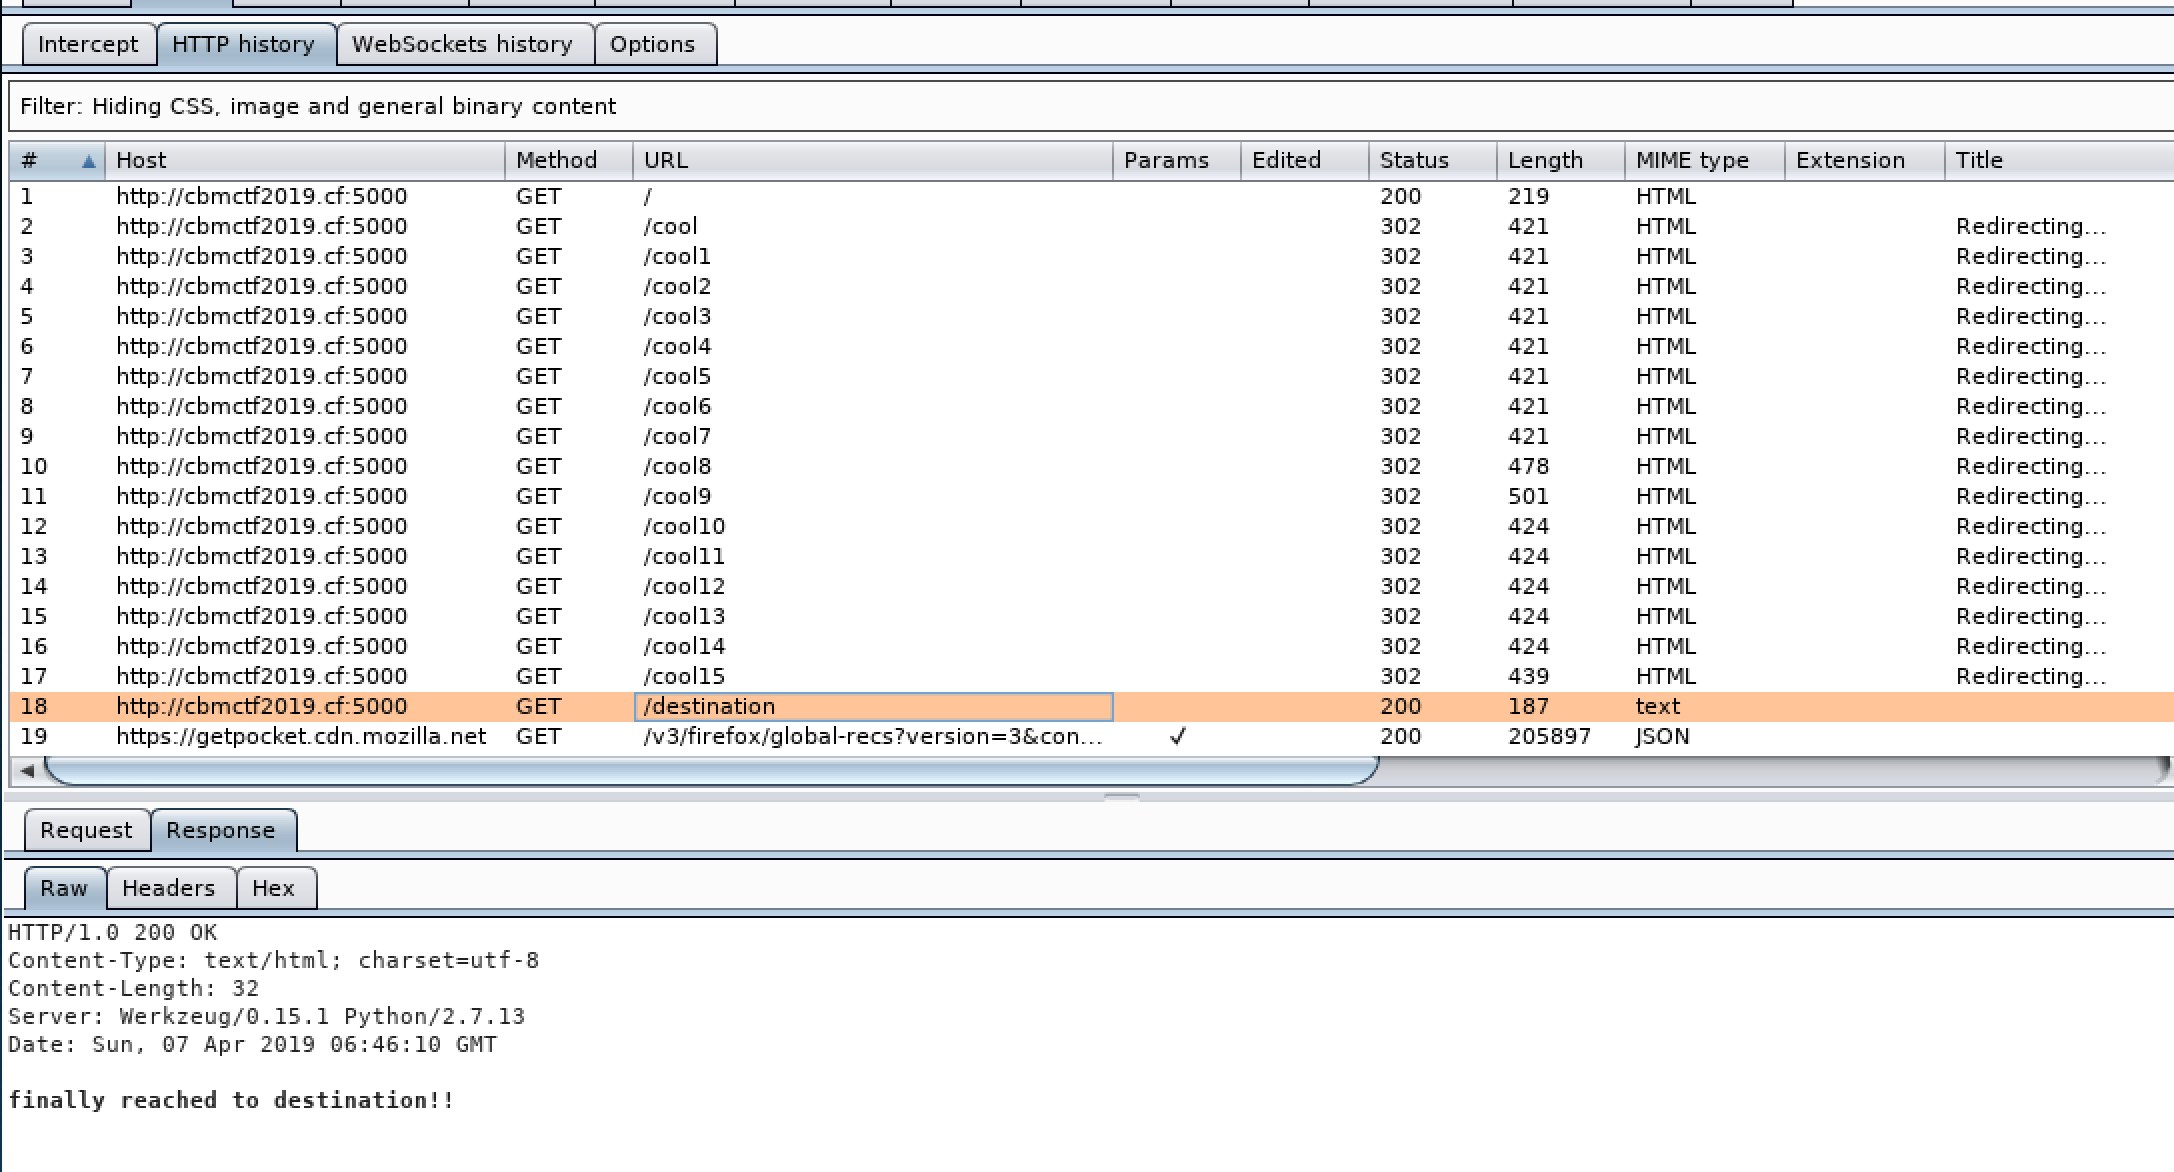 Intercept HTTP history WebSockets history Options
Filter: Hiding CSS, image and general binary content
# Host Method URL Params Edited Status Length MIME type Extension Title
1 http://cbmctf2019.cf:5000 GET / 200 219 HTML
2 http://cbmctf2019.cf:5000 GET /cool 302 421 HTML Redirecting...
3 http://cbmctf2019.cf:5000 GET /cool1 302 421 HTML Redirecting...
4 http://cbmctf2019.cf:5000 GET /cool2 302 421 HTML Redirecting...
5 http://cbmctf2019.cf:5000 GET /cool3 302 421 HTML Redirecting...
6 http://cbmctf2019.cf:5000 GET /cool4 302 421 HTML Redirecting...
7 http://cbmctf2019.cf:5000 GET /cool5 302 421 HTML Redirecting...
8 http://cbmctf2019.cf:5000 GET /cool6 302 421 HTML Redirecting...
9 http://cbmctf2019.cf:5000 GET /cool7 302 421 HTML Redirecting...
10 http://cbmctf2019.cf:5000 GET /cool8 302 478 HTML Redirecting...
11 http://cbmctf2019.cf:5000 GET /cool9 302 501 HTML Redirecting...
12 http://cbmctf2019.cf:5000 GET /cool10 302 424 HTML Redirecting...
13 http://cbmctf2019.cf:5000 GET /cool11 302 424 HTML Redirecting...
14 http://cbmctf2019.cf:5000 GET /cool12 302 424 HTML Redirecting...
15 http://cbmctf2019.cf:5000 GET /cool13 302 424 HTML Redirecting...
16 http://cbmctf2019.cf:5000 GET /cool14 302 424 HTML Redirecting...
17 http://cbmctf2019.cf:5000 GET /cool15 302 439 HTML Redirecting...
18 http://cbmctf2019.cf:5000 GET /destination 200 187 text
19 https://getpocket.cdn.mozilla.net GET /v3/firefox/global-recs?version=3&con... ✓ 200 205897 JSON
Request Response
Raw Headers Hex
HTTP/1.0 200 OK
Content-Type: text/html; charset=utf-8
Content-Length: 32
Server: Werkzeug/0.15.1 Python/2.7.13
Date: Sun, 07 Apr 2019 06:46:10 GMT
finally reached to destination!!